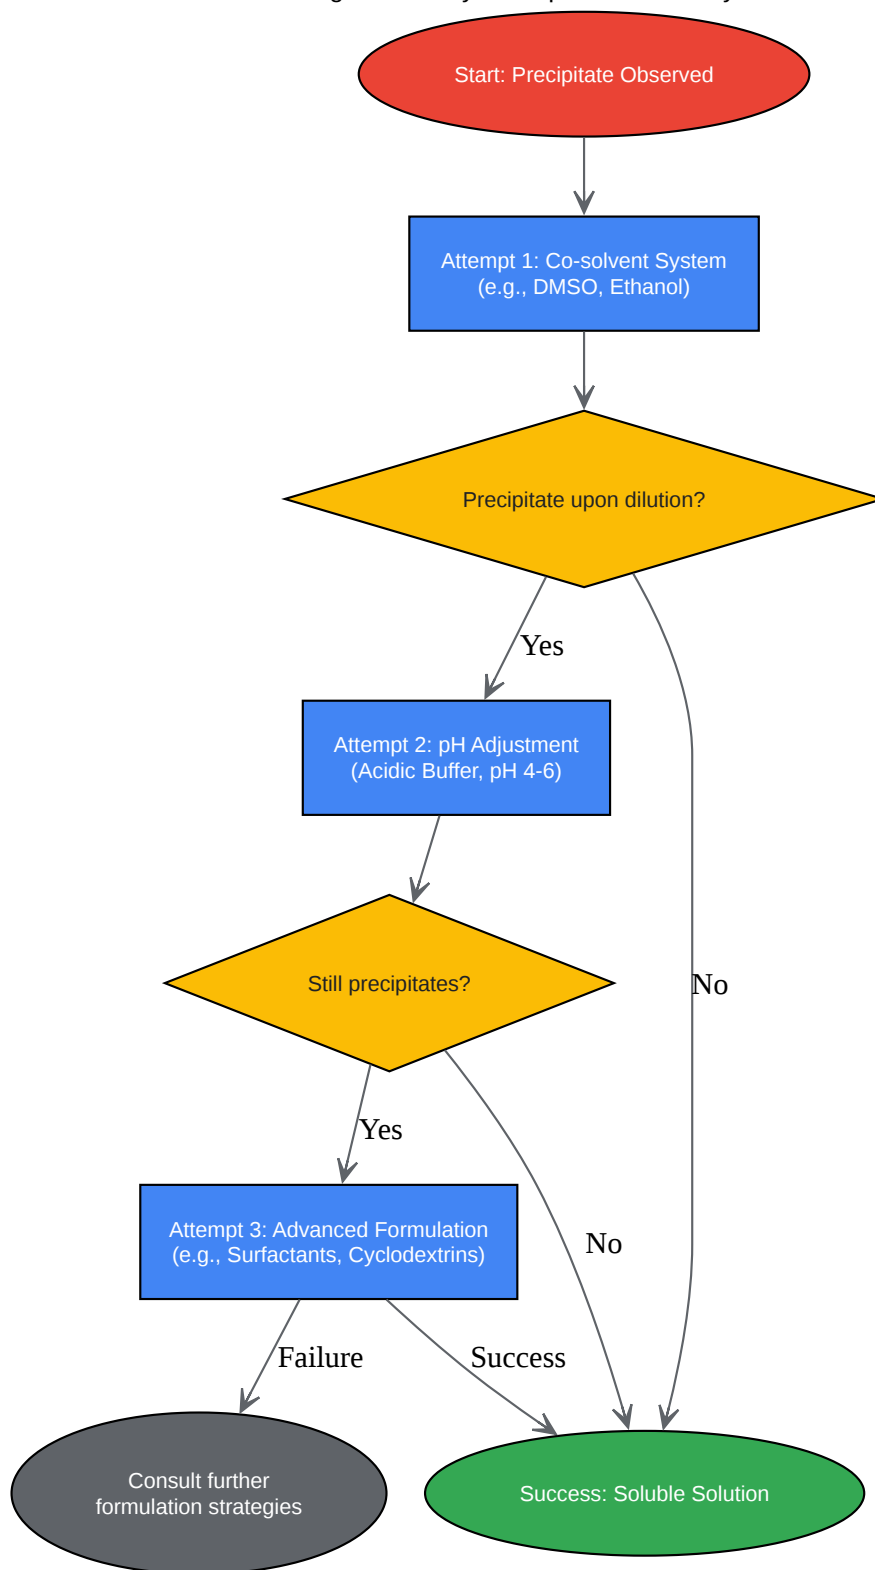 Start: Precipitate Observed
Attempt 1: Co-solvent System
(e.g., DMSO, Ethanol)
Precipitate upon dilution?
Yes
Attempt 2: pH Adjustment
(Acidic Buffer, pH 4-6)
Still precipitates?
No
Yes
Attempt 3: Advanced Formulation
(e.g., Surfactants, Cyclodextrins)
No
Failure
Success
Consult further
formulation strategies
Success: Soluble Solution